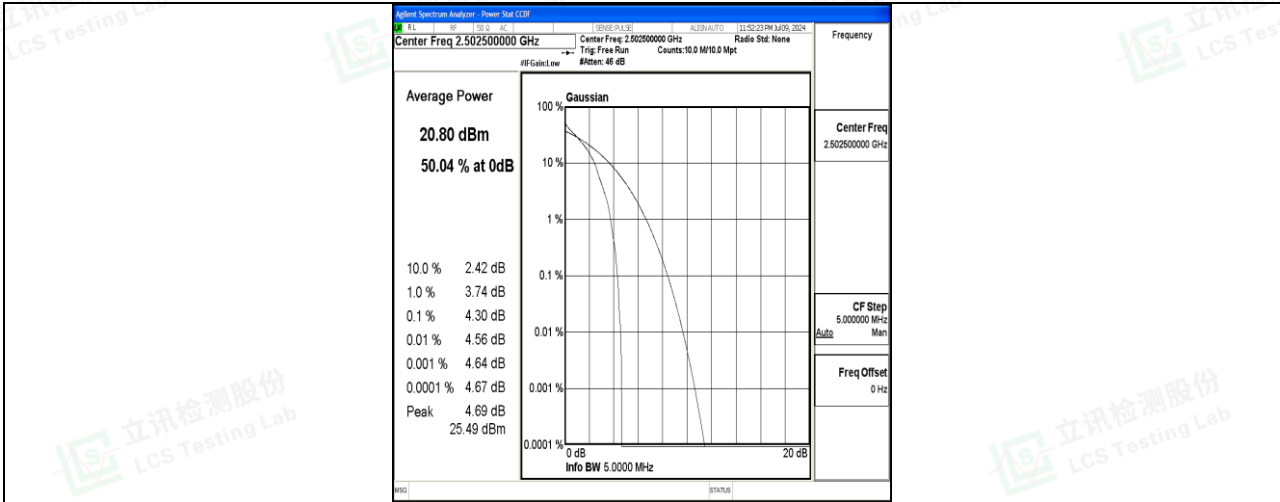 Agilent Spectrum Analyzer - Power Stat CCDF
RL RF 50 Ω AC SENSE:PULSE ALIGNAUTO 11:52:23 PM Jul 09, 2024
Center Freq 2.502500000 GHz
Center Freq: 2.502500000 GHz Radio Std: None
Trig: Free Run Counts:10.0 M/10.0 Mpt
#IFGain:Low #Atten: 46 dB
Average Power
20.80 dBm
50.04 % at 0dB
10.0 % 2.42 dB
1.0 % 3.74 dB
0.1 % 4.30 dB
0.01 % 4.56 dB
0.001 % 4.64 dB
0.0001 % 4.67 dB
Peak 4.69 dB
25.49 dBm
Gaussian
100 %
10 %
1 %
0.1 %
0.01 %
0.001 %
0.0001 %
0 dB 20 dB
Info BW 5.0000 MHz
Frequency
Center Freq
2.502500000 GHz
CF Step
5.000000 MHz
Auto Man
Freq Offset
0 Hz
MSG STATUS
立讯检测股份
LCS Testing Lab
立讯检测股份
LCS Testing Lab